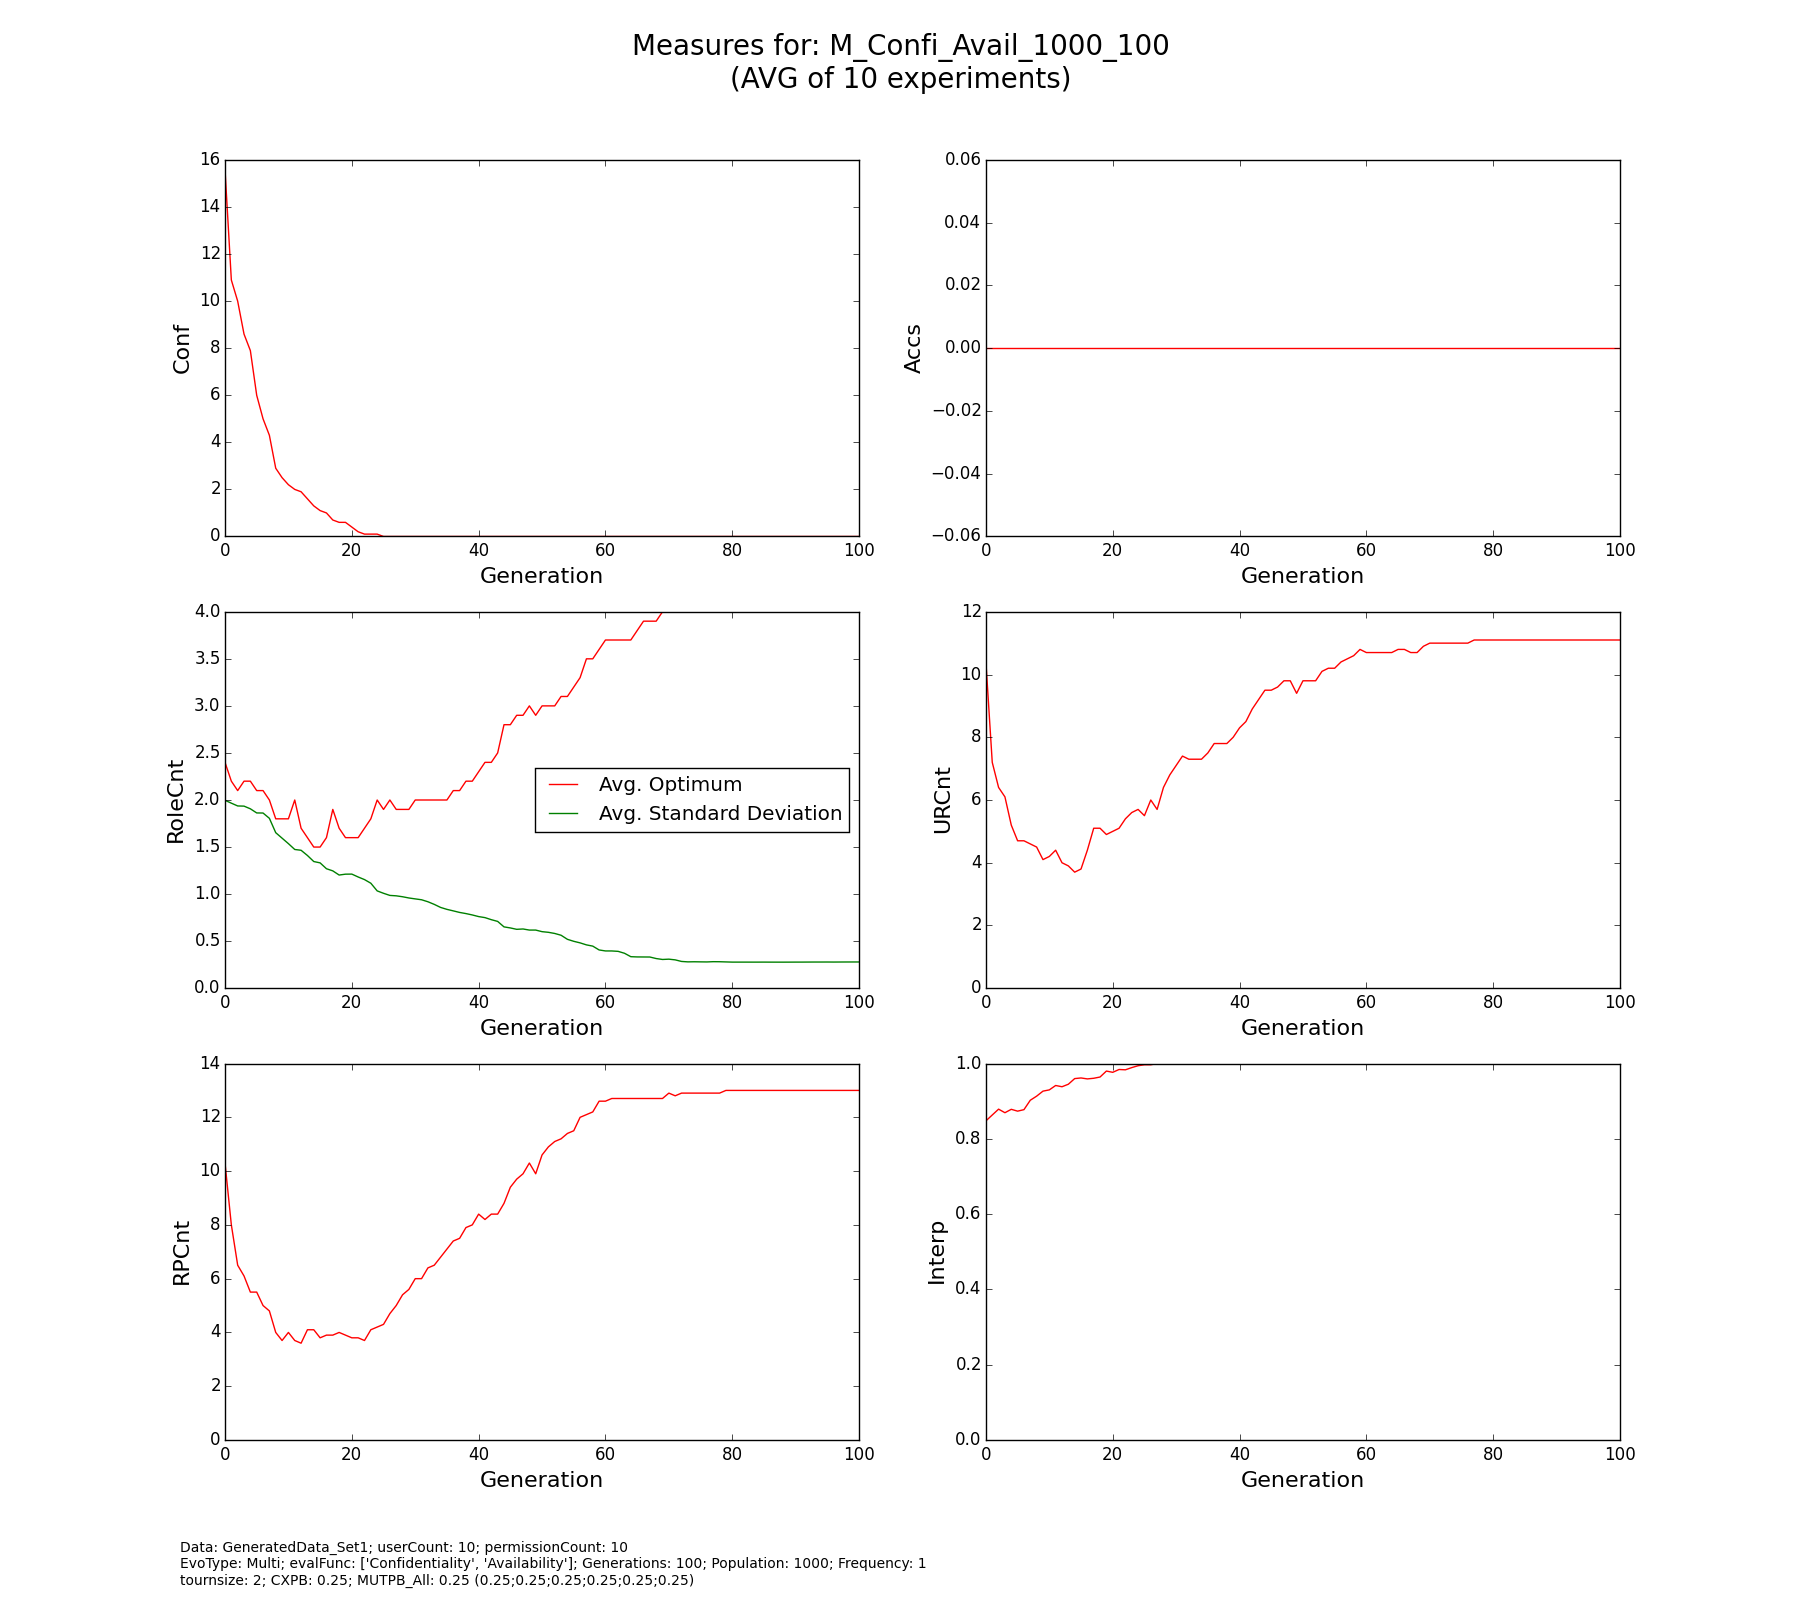 Measures for: M_Confi_Avail_1000_100
(AVG of 10 experiments)
16
14
12
10
8
6
4
2
0
Conf
0 20 40 60 80 100
Generation
0.06
0.04
0.02
0.00
−0.02
−0.04
−0.06
Accs
0 20 40 60 80 100
Generation
4.0
3.5
3.0
2.5
2.0
1.5
1.0
0.5
0.0
RoleCnt
Avg. Optimum
Avg. Standard Deviation
0 20 40 60 80 100
Generation
12
10
8
6
4
2
0
URCnt
0 20 40 60 80 100
Generation
14
12
10
8
6
4
2
0
RPCnt
0 20 40 60 80 100
Generation
1.0
0.8
0.6
0.4
0.2
0.0
Interp
0 20 40 60 80 100
Generation
Data: GeneratedData_Set1; userCount: 10; permissionCount: 10
EvoType: Multi; evalFunc: ['Confidentiality', 'Availability']; Generations: 100; Population: 1000; Frequency: 1
tournsize: 2; CXPB: 0.25; MUTPB_All: 0.25 (0.25;0.25;0.25;0.25;0.25;0.25)